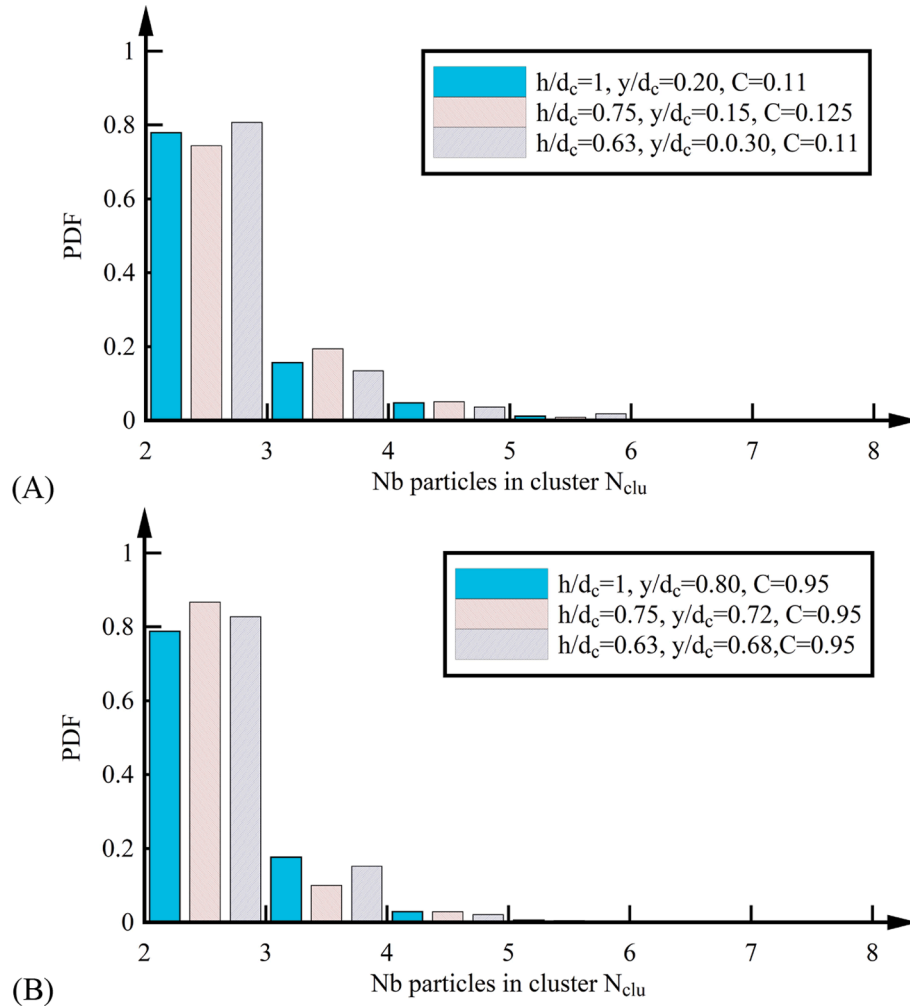 1
0.8
0.6
0.4
0.2
0
PDF
h/dc=1, y/dc=0.20, C=0.11
h/dc=0.75, y/dc=0.15, C=0.125
h/dc=0.63, y/dc=0.0.30, C=0.11
2 3 4 5 6 7 8
Nb particles in cluster Nclu
(A)
1
0.8
0.6
0.4
0.2
0
PDF
h/dc=1, y/dc=0.80, C=0.95
h/dc=0.75, y/dc=0.72, C=0.95
h/dc=0.63, y/dc=0.68,C=0.95
2 3 4 5 6 7 8
Nb particles in cluster Nclu
(B)